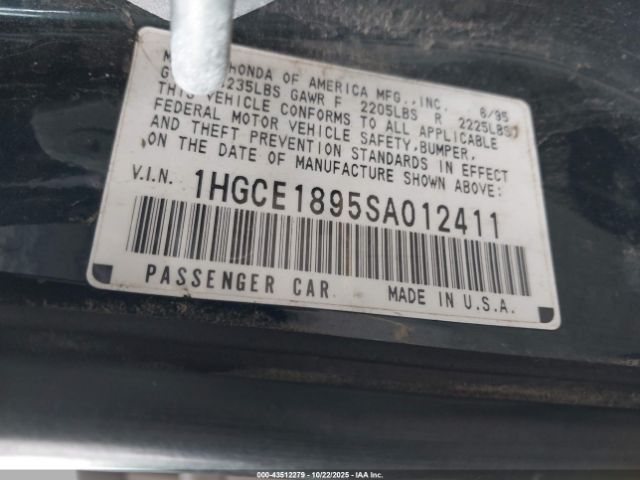 HONDA OF AMERICA MFG., INC. 6/95
235LBS GAWR F 2205LBS R 2225LBS
THIS VEHICLE CONFORMS TO ALL APPLICABLE
FEDERAL MOTOR VEHICLE SAFETY, BUMPER,
AND THEFT PREVENTION STANDARDS IN EFFECT
ON THE DATE OF MANUFACTURE SHOWN ABOVE:
V.I.N. 1HGCE1895SA012411
PASSENGER CAR MADE IN U.S.A.
000-43512279 | 10/22/2025 | IAA Inc.